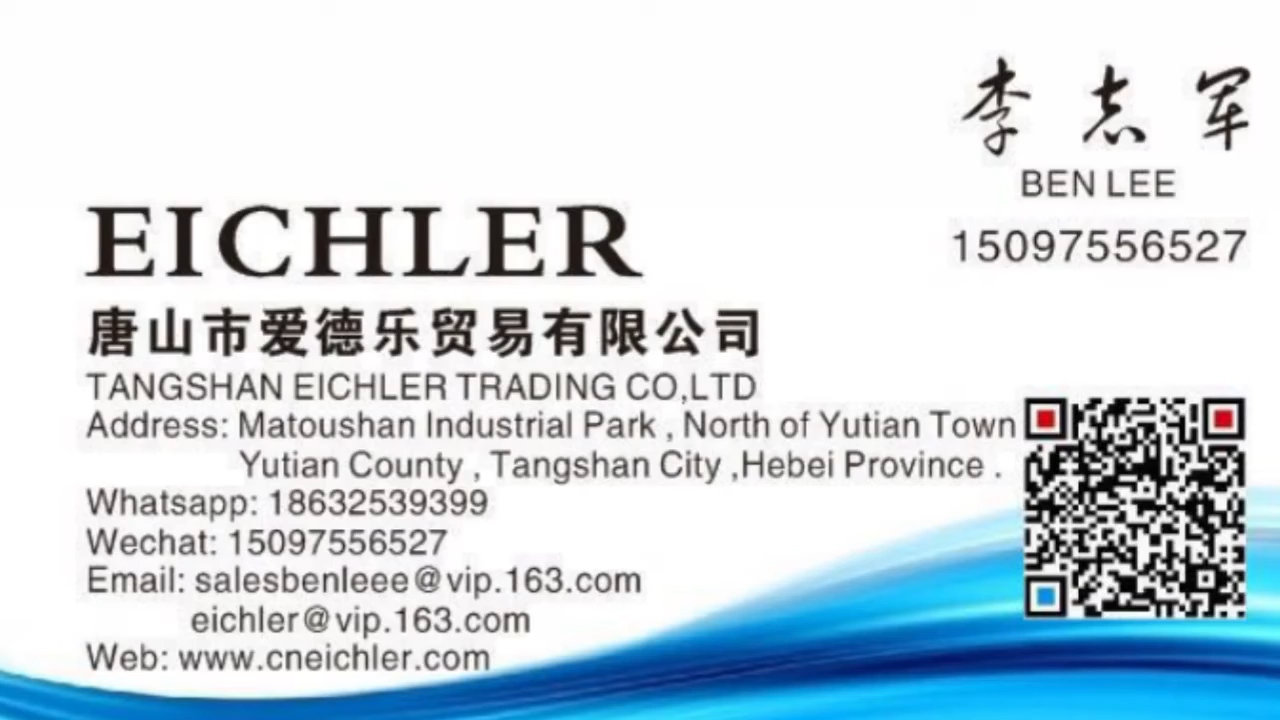 李志军
BEN LEE
15097556527
EICHLER
唐山市爱德乐贸易有限公司
TANGSHAN EICHLER TRADING CO,LTD
Address: Matoushan Industrial Park , North of Yutian Town
Yutian County , Tangshan City ,Hebei Province .
Whatsapp: 18632539399
Wechat: 15097556527
Email: salesbenleee@vip.163.com
eichler@vip.163.com
Web: www.cneichler.com